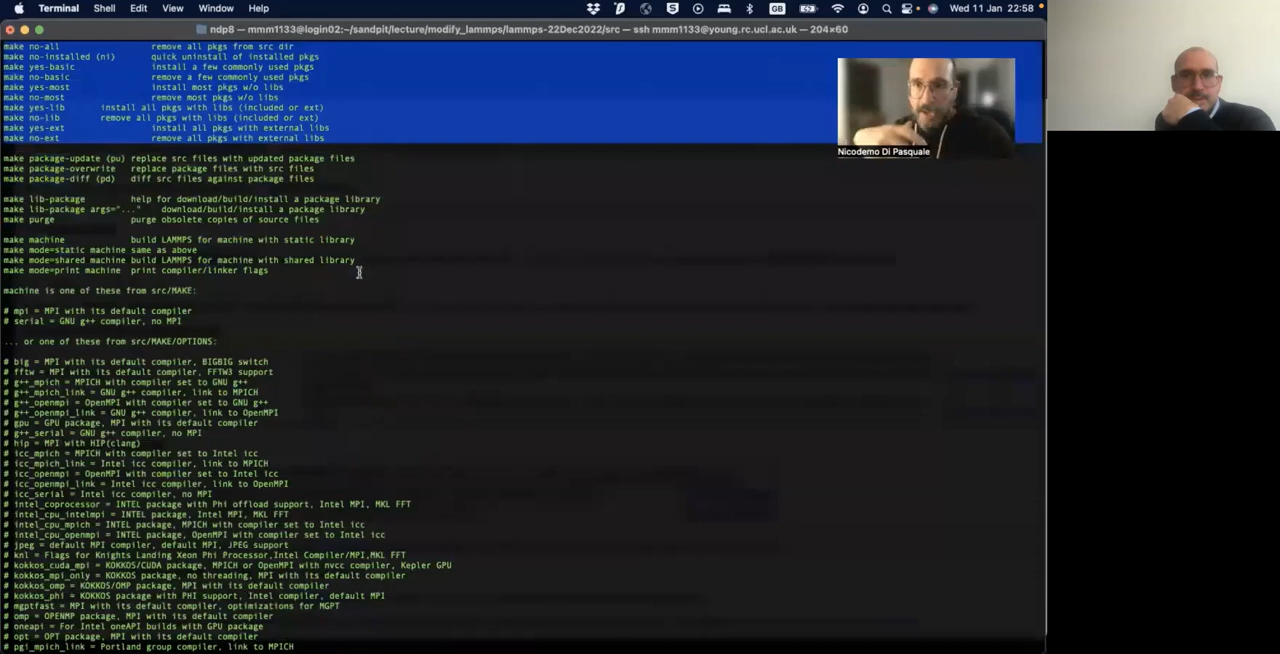 Terminal Shell Edit View Window Help GB Wed 11 Jan 22:58
ndp8 — mmm1133@login02:~/sandpit/lecture/modify_lammps/lammps-22Dec2022/src — ssh mmm1133@young.rc.ucl.ac.uk — 204×60
make no-all remove all pkgs from src dir
make no-installed (ni) quick uninstall of installed pkgs
make yes-basic install a few commonly used pkgs
make no-basic remove a few commonly used pkgs
make yes-most install most pkgs w/o libs
make no-most remove most pkgs w/o libs
make yes-lib install all pkgs with libs (included or ext)
make no-lib remove all pkgs with libs (included or ext)
make yes-ext install all pkgs with external libs
make no-ext remove all pkgs with external libs
Nicodemo Di Pasquale
make package-update (pu) replace src files with updated package files
make package-overwrite replace package files with src files
make package-diff (pd) diff src files against package files
make lib-package help for download/build/install a package library
make lib-package args="..." download/build/install a package library
make purge purge obsolete copies of source files
make machine build LAMMPS for machine with static library
make mode=static machine same as above
make mode=shared machine build LAMMPS for machine with shared library
make mode=print machine print compiler/linker flags
machine is one of these from src/MAKE:
# mpi = MPI with its default compiler
# serial = GNU g++ compiler, no MPI
... or one of these from src/MAKE/OPTIONS:
# big = MPI with its default compiler, BIGBIG switch
# fftw = MPI with its default compiler, FFTW3 support
# g++_mpich = MPICH with compiler set to GNU g++
# g++_mpich_link = GNU g++ compiler, link to MPICH
# g++_openmpi = OpenMPI with compiler set to GNU g++
# g++_openmpi_link = GNU g++ compiler, link to OpenMPI
# gpu = GPU package, MPI with its default compiler
# g++_serial = GNU g++ compiler, no MPI
# hip = MPI with HIP(clang)
# icc_mpich = MPICH with compiler set to Intel icc
# icc_mpich_link = Intel icc compiler, link to MPICH
# icc_openmpi = OpenMPI with compiler set to Intel icc
# icc_openmpi_link = Intel icc compiler, link to OpenMPI
# icc_serial = Intel icc compiler, no MPI
# intel_coprocessor = INTEL package with Phi offload support, Intel MPI, MKL FFT
# intel_cpu_intelmpi = INTEL package, Intel MPI, MKL FFT
# intel_cpu_mpich = INTEL package, MPICH with compiler set to Intel icc
# intel_cpu_openmpi = INTEL package, OpenMPI with compiler set to Intel icc
# jpeg = default MPI compiler, default MPI, JPEG support
# knl = Flags for Knights Landing Xeon Phi Processor,Intel Compiler/MPI,MKL FFT
# kokkos_cuda_mpi = KOKKOS/CUDA package, MPICH or OpenMPI with nvcc compiler, Kepler GPU
# kokkos_mpi_only = KOKKOS package, no threading, MPI with its default compiler
# kokkos_omp = KOKKOS/OMP package, MPI with its default compiler
# kokkos_phi = KOKKOS package with PHI support, Intel compiler, default MPI
# mgptfast = MPI with its default compiler, optimizations for MGPT
# omp = OPENMP package, MPI with its default compiler
# oneapi = For Intel oneAPI builds with GPU package
# opt = OPT package, MPI with its default compiler
# pgi_mpich_link = Portland group compiler, link to MPICH